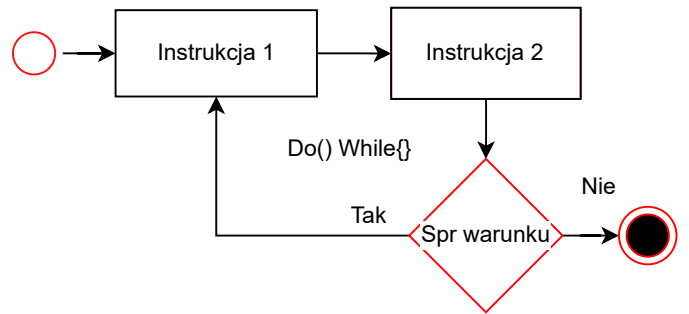 Instrukcja 1
Instrukcja 2
Do() While{}
Nie
Tak
Spr warunku